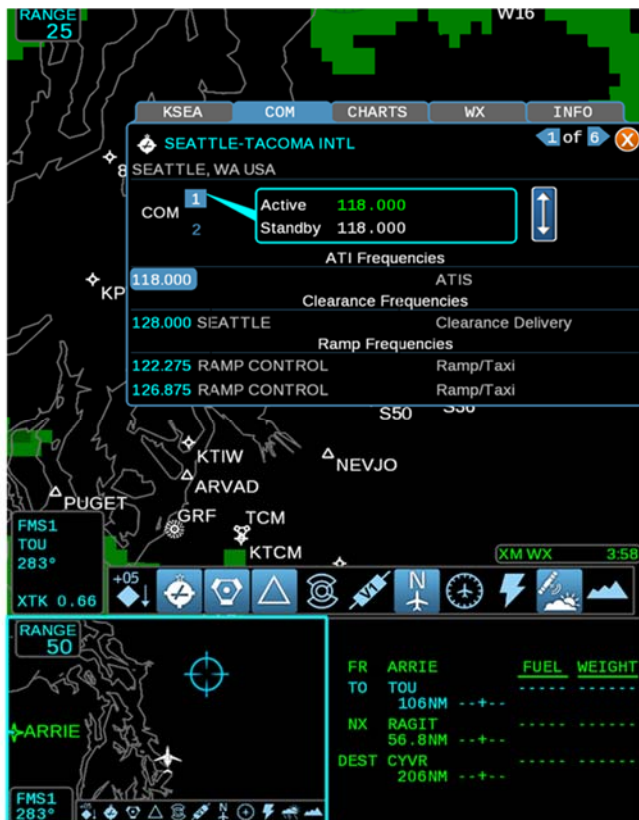 RANGE
25
W16
KSEA COM CHARTS WX INFO
SEATTLE-TACOMA INTL
1 of 6 X
SEATTLE, WA USA
COM 1
2
Active 118.000
Standby 118.000
ATI Frequencies
118.000 ATIS
Clearance Frequencies
128.000 SEATTLE Clearance Delivery
Ramp Frequencies
122.275 RAMP CONTROL Ramp/Taxi
126.875 RAMP CONTROL Ramp/Taxi
8
KP
S50
KTIW
NEVJO
ARVAD
PUGET
GRF
TCM
KTCM
FMS1
TOU
283°
XTK 0.66
XM WX 3:58
+05
V1
N
RANGE
50
ARRIE
FMS1
283°
FR ARRIE FUEL WEIGHT
TO TOU ----- ------
106NM --+--
NX RAGIT ----- ------
56.8NM --+--
DEST CYVR ----- ------
206NM --+--